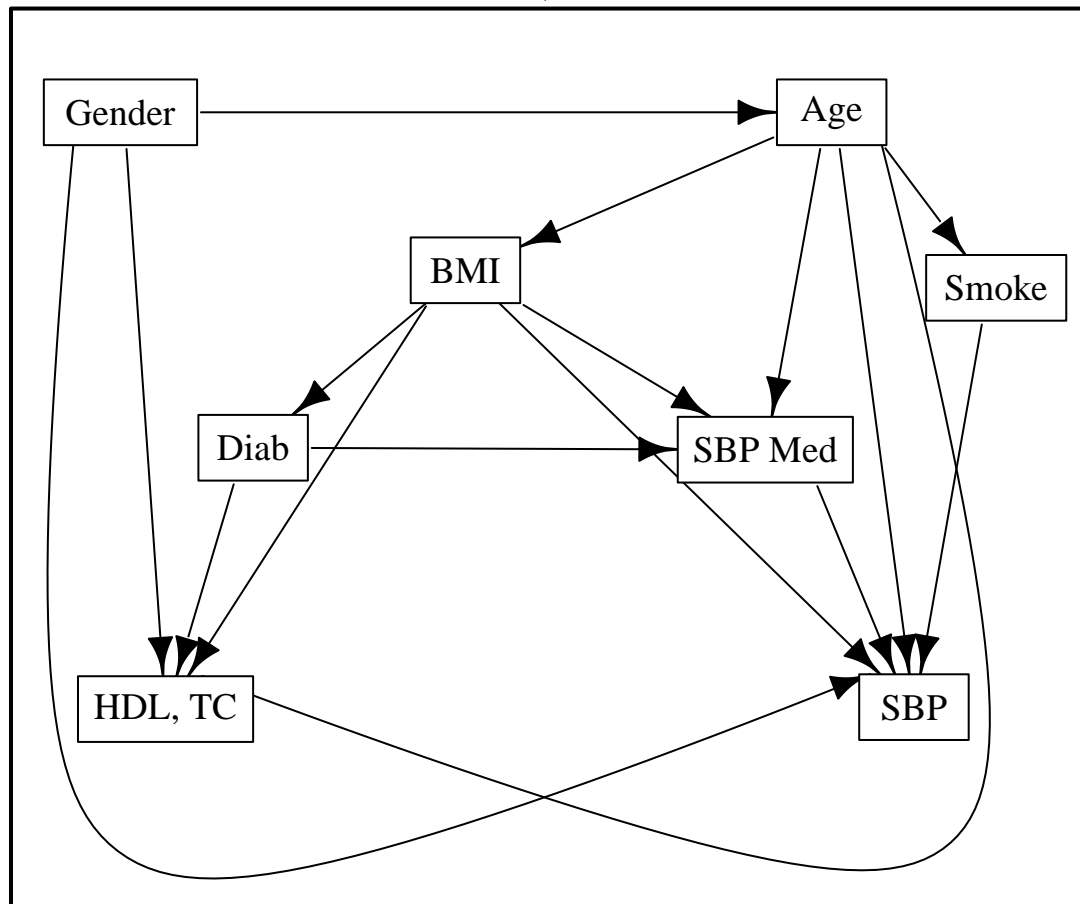 Gender
Age
BMI
Smoke
Diab
SBP Med
HDL, TC
SBP